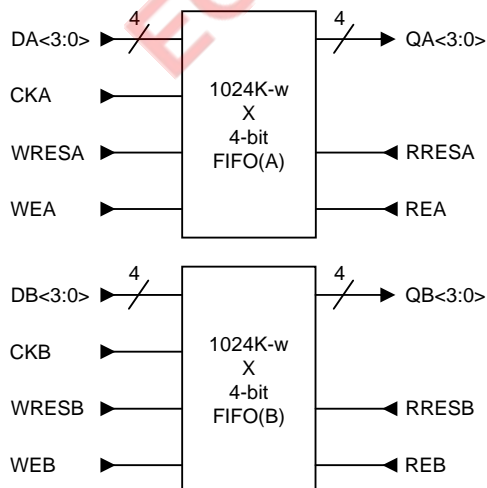 4 4
DA<3:0> QA<3:0>
CKA
1024K-w
X
4-bit
FIFO(A)
WRESA RRESA
WEA REA
4 4
DB<3:0> QB<3:0>
CKB
1024K-w
X
4-bit
FIFO(B)
WRESB RRESB
WEB REB